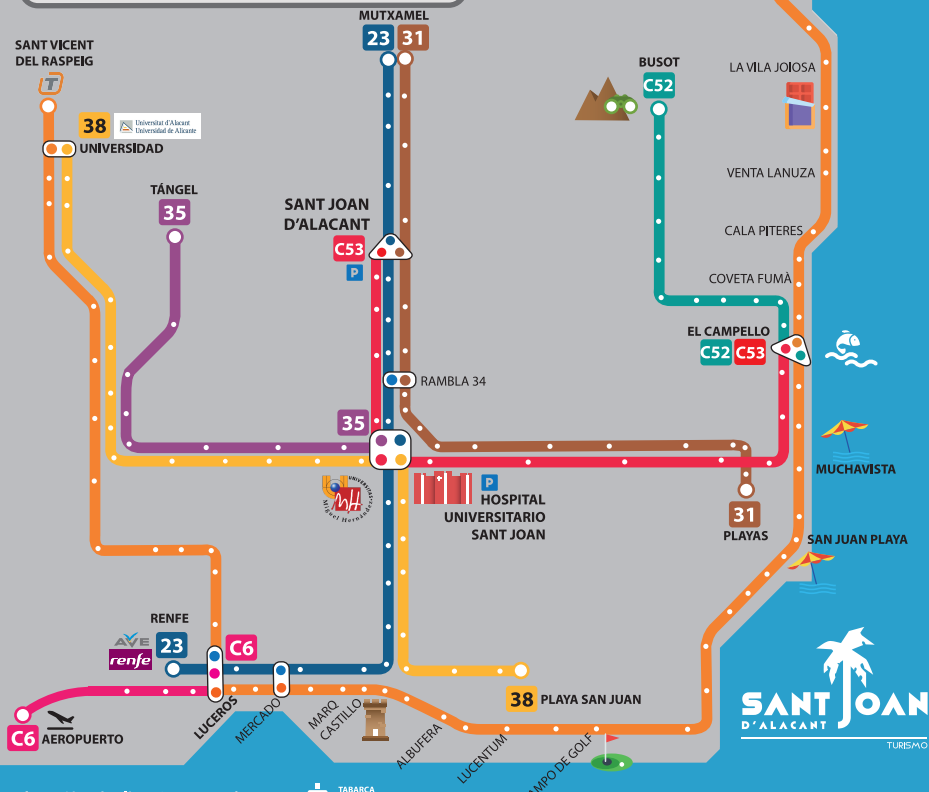 MUTXAMEL
23 31
SANT VICENT
DEL RASPEIG
BUSOT
C52
LA VILA JOIOSA
38
Universitat d'Alacant
Universidad de Alicante
UNIVERSIDAD
VENTA LANUZA
TÁNGEL
35
SANT JOAN
D'ALACANT
C53
P
CALA PITERES
COVETA FUMÀ
EL CAMPELLO
C52 C53
RAMBLA 34
35
MUCHAVISTA
UNIVERSITAS
Miguel Hernández
P
HOSPITAL
UNIVERSITARIO
SANT JOAN
31
PLAYAS
SAN JUAN PLAYA
RENFE
AVE
renfe
23
C6
38 PLAYA SAN JUAN
C6 AEROPUERTO
LUCEROS
MERCADO
MARQ
CASTILLO
ALBUFERA
LUCENTUM
SANT JOAN
D'ALACANT
TURISMO
TABARCA